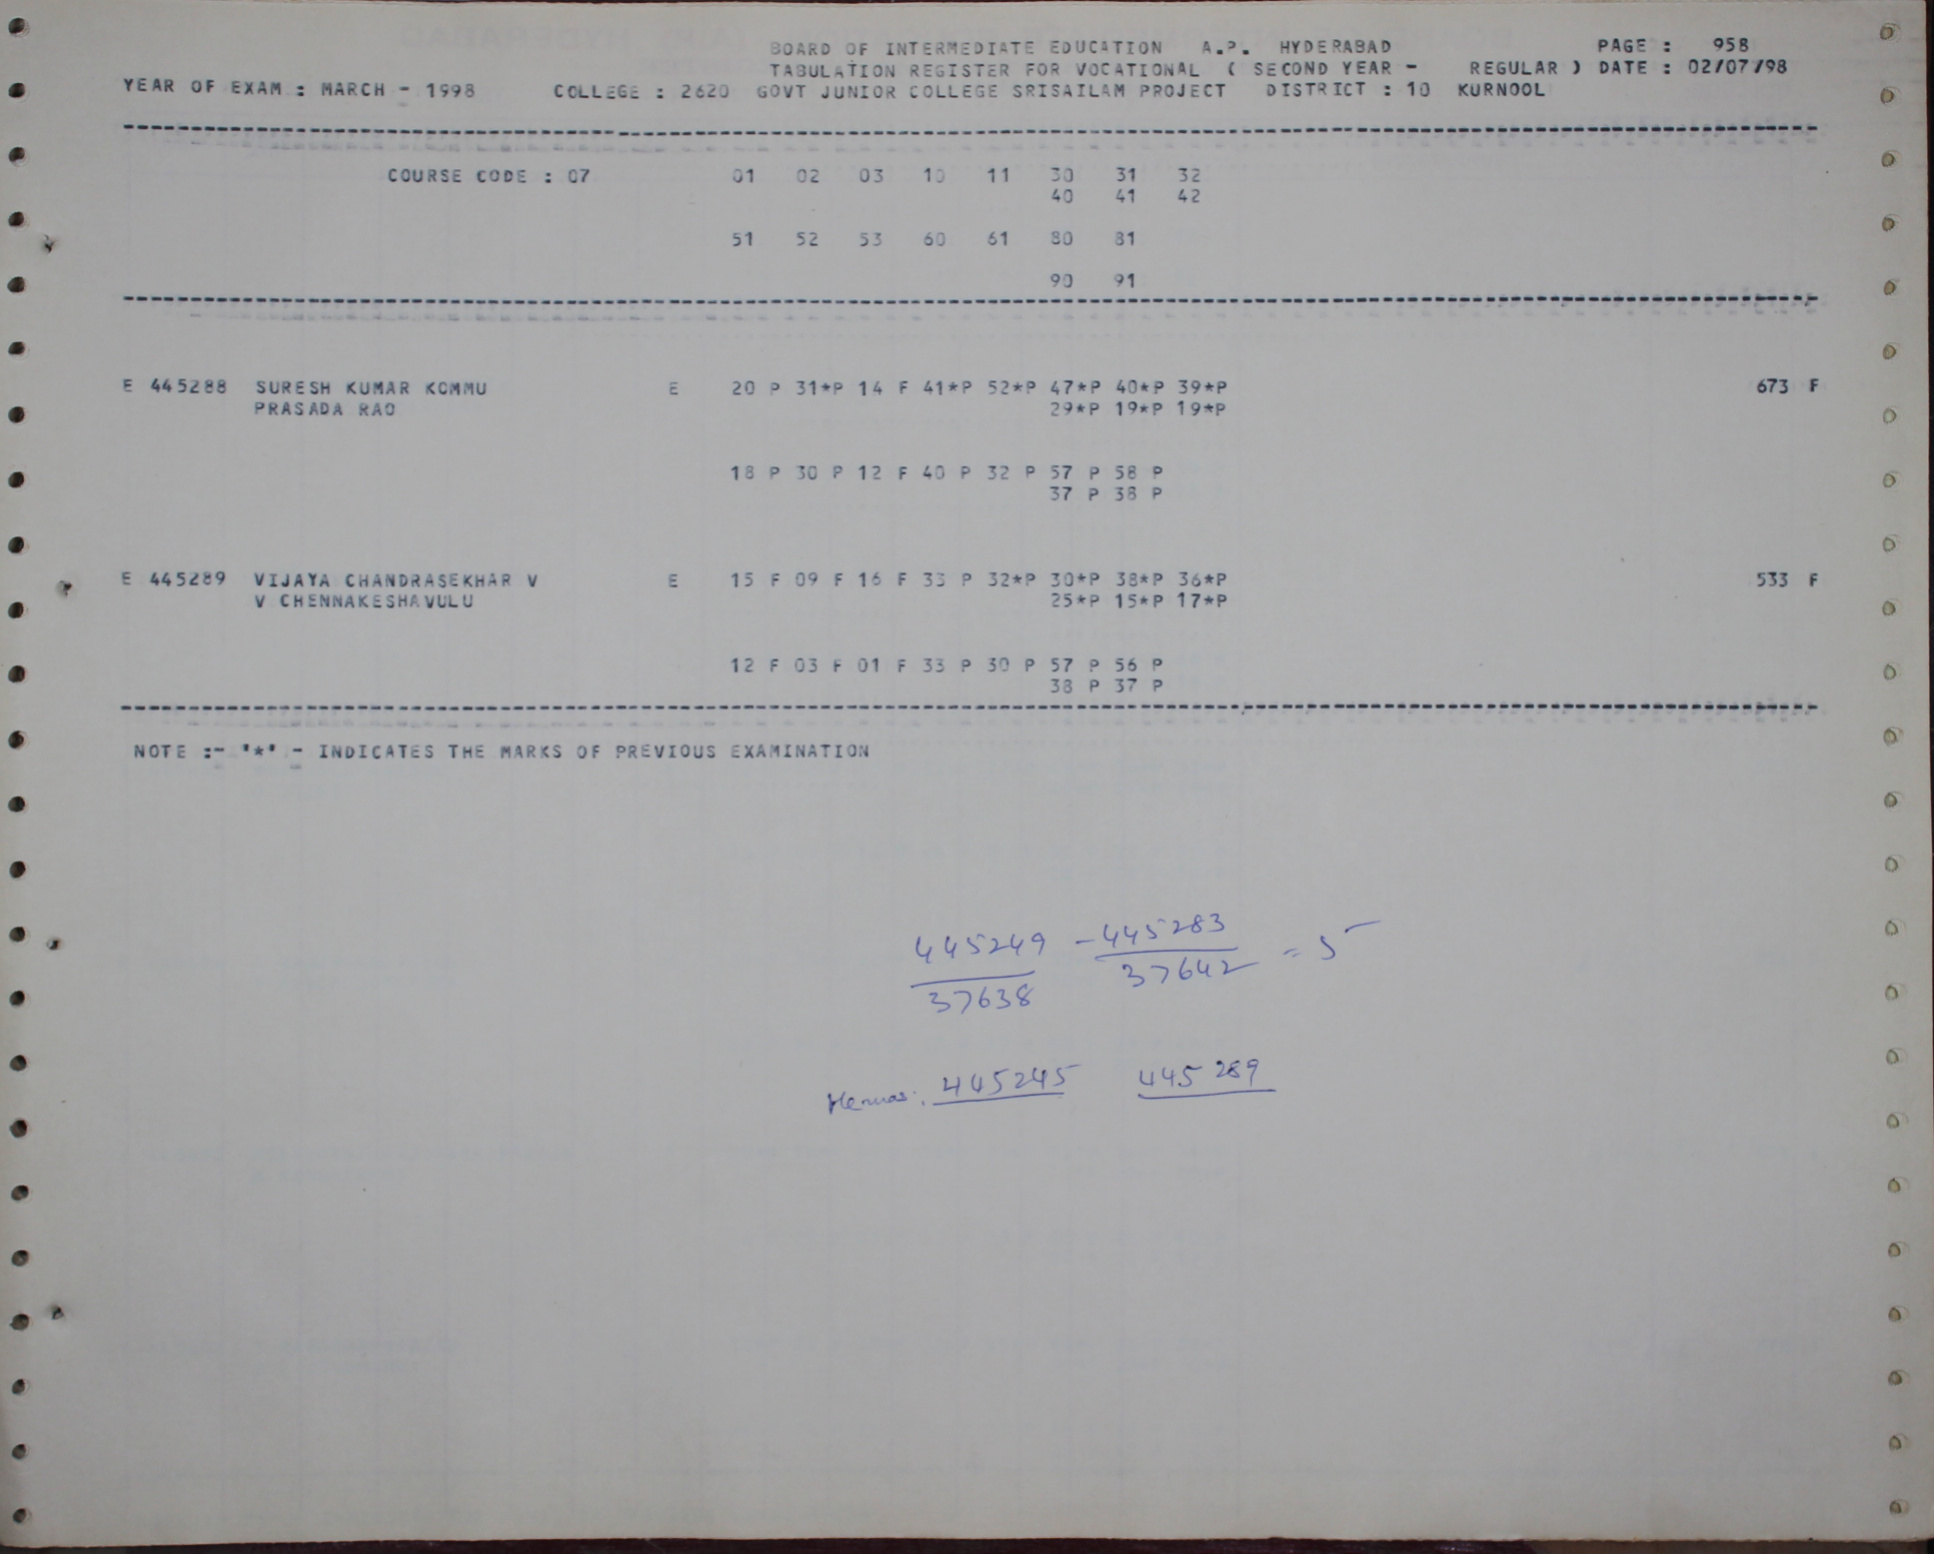 BOARD OF INTERMEDIATE EDUCATION A.P. HYDERABAD PAGE : 958
TABULATION REGISTER FOR VOCATIONAL ( SECOND YEAR - REGULAR ) DATE : 02/07/98
YEAR OF EXAM : MARCH - 1998 COLLEGE : 2620 GOVT JUNIOR COLLEGE SRISAILAM PROJECT DISTRICT : 10 KURNOOL
COURSE CODE : 07 01 02 03 10 11 30 31 32
40 41 42
51 52 53 60 61 80 81
90 91
E 445288 SURESH KUMAR KOMMU E 20 P 31*P 14 F 41*P 52*P 47*P 40*P 39*P 673 F
PRASADA RAO 29*P 19*P 19*P
18 P 30 P 12 F 40 P 32 P 57 P 58 P
37 P 38 P
E 445289 VIJAYA CHANDRASEKHAR V E 15 F 09 F 16 F 33 P 32*P 30*P 38*P 36*P 533 F
V CHENNAKESHAVULU 25*P 15*P 17*P
12 F 03 F 01 F 33 P 30 P 57 P 56 P
38 P 37 P
NOTE :- '*' - INDICATES THE MARKS OF PREVIOUS EXAMINATION
445249 - 445283 = 5
37638 37642
445245 445289